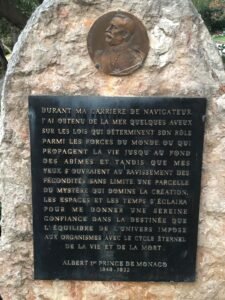 DURANT MA CARRIÈRE DE NAVIGATEUR
J'AI OBTENU DE LA MER QUELQUES AVEUX
SUR LES LOIS QUI DÉTERMINENT SON RÔLE
PARMI LES FORCES DU MONDE OU QUI
PROPAGENT LA VIE JUSQU'AU FOND
DES ABÎMES ET TANDIS QUE MES
YEUX S'OUVRAIENT AU RAVISSEMENT DES
FÉCONDITÉS SANS LIMITE UNE PARCELLE
DU MYSTÈRE QUI DOMINE LA CRÉATION,
LES ESPACES ET LES TEMPS S'ÉCLAIRA
POUR ME DONNER UNE SEREINE
CONFIANCE DANS LA DESTINÉE QUE
L'ÉQUILIBRE DE L'UNIVERS IMPOSE
AUX ORGANISMES AVEC LE CYCLE ÉTERNEL
DE LA VIE ET DE LA MORT.
ALBERT 1ER PRINCE DE MONACO
1848-1922